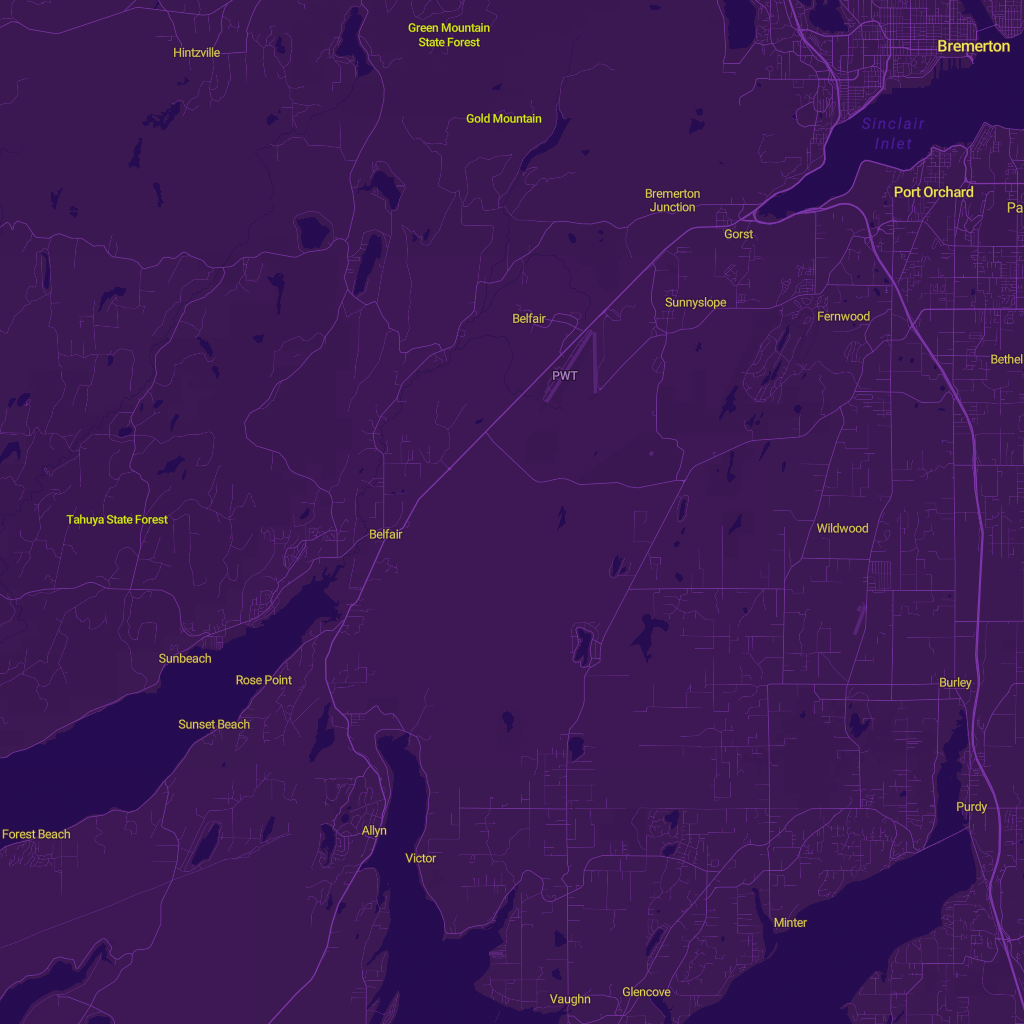 Green Mountain
State Forest
Hintzville
Bremerton
Gold Mountain
Sinclair
Inlet
Bremerton
Junction
Port Orchard
Pa
Gorst
Sunnyslope
Belfair
Fernwood
Bethel
PWT
Tahuya State Forest
Belfair
Wildwood
Sunbeach
Rose Point
Burley
Sunset Beach
Purdy
Forest Beach
Allyn
Victor
Minter
Glencove
Vaughn